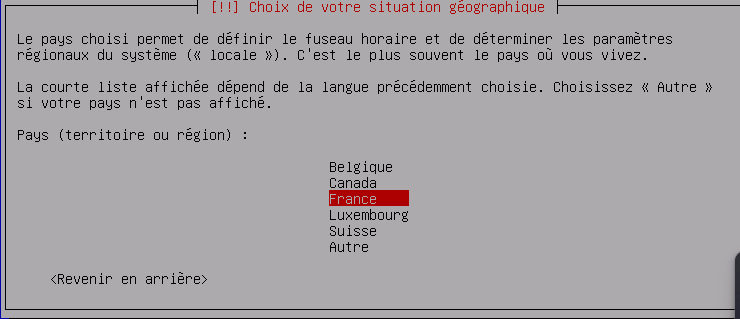 [!!] Choix de votre situation géographique
Le pays choisi permet de définir le fuseau horaire et de déterminer les paramètres
régionaux du système (« locale »). C'est le plus souvent le pays où vous vivez.
La courte liste affichée dépend de la langue précédemment choisie. Choisissez « Autre »
si votre pays n'est pas affiché.
Pays (territoire ou région) :
Belgique
Canada
France
Luxembourg
Suisse
Autre
<Revenir en arrière>